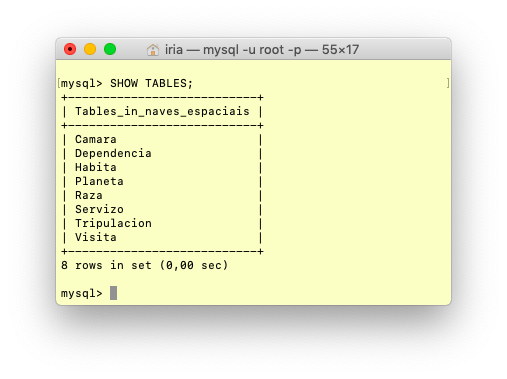 iria — mysql -u root -p — 55×17
[mysql> SHOW TABLES; ]
+---------------------------+
| Tables_in_naves_espaciais |
+---------------------------+
| Camara                    |
| Dependencia               |
| Habita                    |
| Planeta                   |
| Raza                      |
| Servizo                   |
| Tripulacion               |
| Visita                    |
+---------------------------+
8 rows in set (0,00 sec)
mysql>